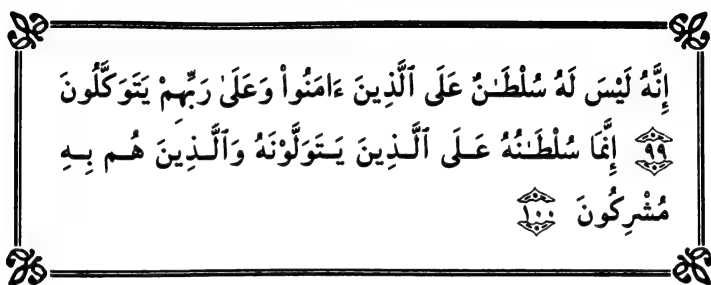 إِنَّهُ لَيْسَ لَهُ سُلْطَـٰنٌ عَلَى ٱلَّذِينَ ءَامَنُوا۟ وَعَلَىٰ رَبِّهِمْ يَتَوَكَّلُونَ
٩٩ إِنَّمَا سُلْطَـٰنُهُ عَلَى ٱلَّذِينَ يَتَوَلَّوْنَهُ وَٱلَّذِينَ هُم بِهِ
مُشْرِكُونَ ١٠٠